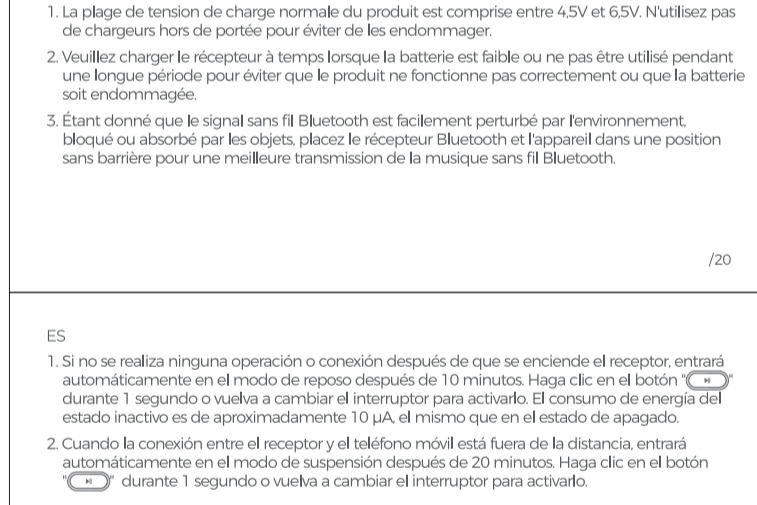 1. La plage de tension de charge normale du produit est comprise entre 4,5V et 6,5V. N'utilisez pas
de chargeurs hors de portée pour éviter de les endommager.
2. Veuillez charger le récepteur à temps lorsque la batterie est faible ou ne pas être utilisé pendant
une longue période pour éviter que le produit ne fonctionne pas correctement ou que la batterie
soit endommagée.
3. Étant donné que le signal sans fil Bluetooth est facilement perturbé par l'environnement,
bloqué ou absorbé par les objets, placez le récepteur Bluetooth et l'appareil dans une position
sans barrière pour une meilleure transmission de la musique sans fil Bluetooth.
/20
ES
1. Si no se realiza ninguna operación o conexión después de que se enciende el receptor, entrará
automáticamente en el modo de reposo después de 10 minutos. Haga clic en el botón "⏯"
durante 1 segundo o vuelva a cambiar el interruptor para activarlo. El consumo de energía del
estado inactivo es de aproximadamente 10 μA, el mismo que en el estado de apagado.
2. Cuando la conexión entre el receptor y el teléfono móvil está fuera de la distancia, entrará
automáticamente en el modo de suspensión después de 20 minutos. Haga clic en el botón
"⏯" durante 1 segundo o vuelva a cambiar el interruptor para activarlo.